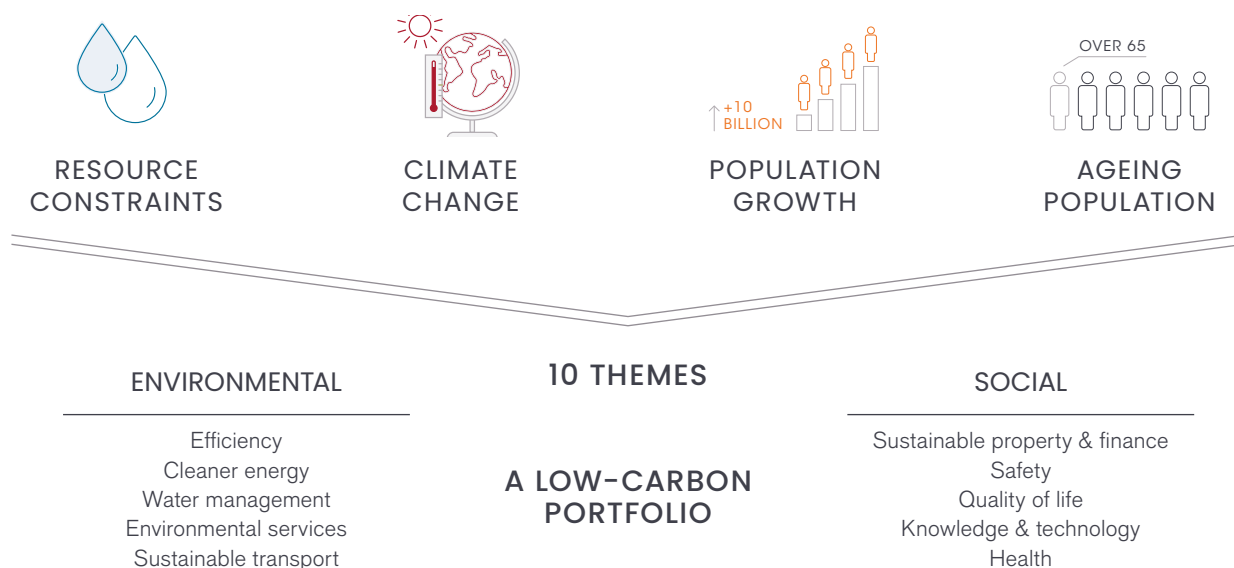 OVER 65
+10
BILLION
RESOURCE
CONSTRAINTS
CLIMATE
CHANGE
POPULATION
GROWTH
AGEING
POPULATION
10 THEMES
A LOW-CARBON
PORTFOLIO
ENVIRONMENTAL
Efficiency
Cleaner energy
Water management
Environmental services
Sustainable transport
SOCIAL
Sustainable property & finance
Safety
Quality of life
Knowledge & technology
Health